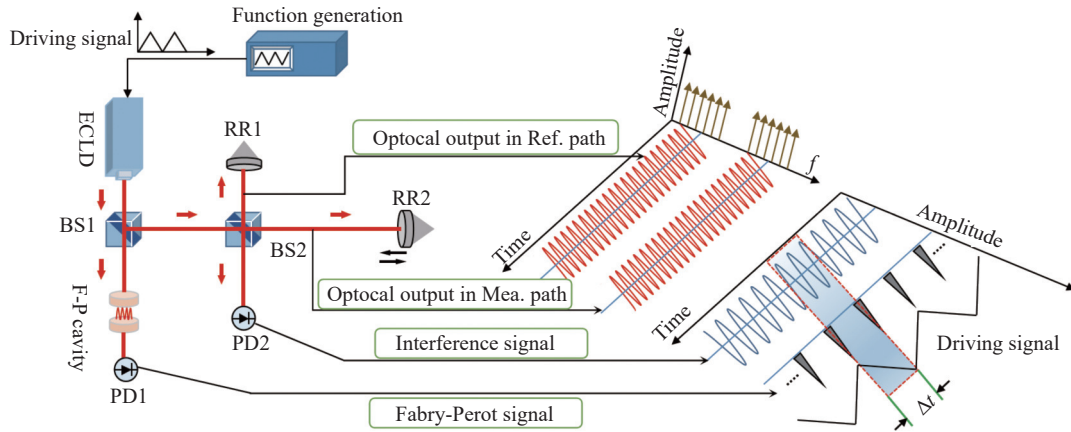 Function generation
Driving signal
ECLD
RR1
Optocal output in Ref. path
Amplitude
f
RR2
BS1
BS2
Time
Amplitude
F-P cavity
Optocal output in Mea. path
Time
PD2
Interference signal
Driving signal
PD1
Fabry-Perot signal
Δt